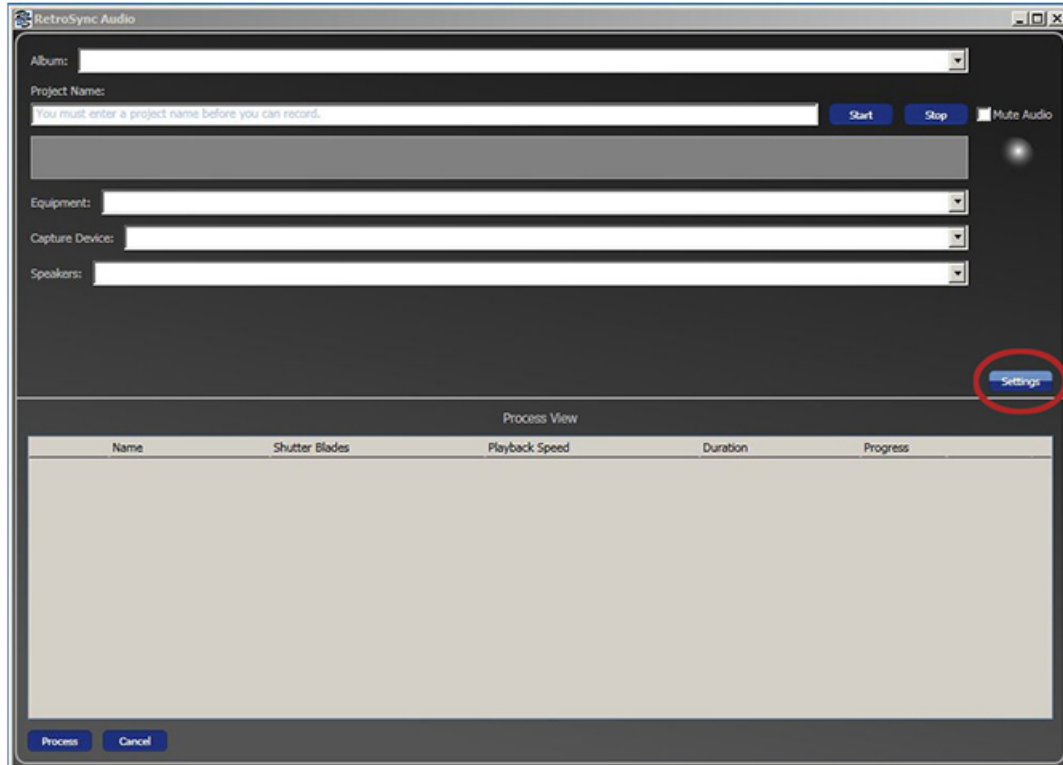 RetroSync Audio
Album:
Project Name:
You must enter a project name before you can record.
Start Stop Mute Audio
Equipment:
Capture Device:
Speakers:
Settings
Process View
Name Shutter Blades Playback Speed Duration Progress
Process Cancel